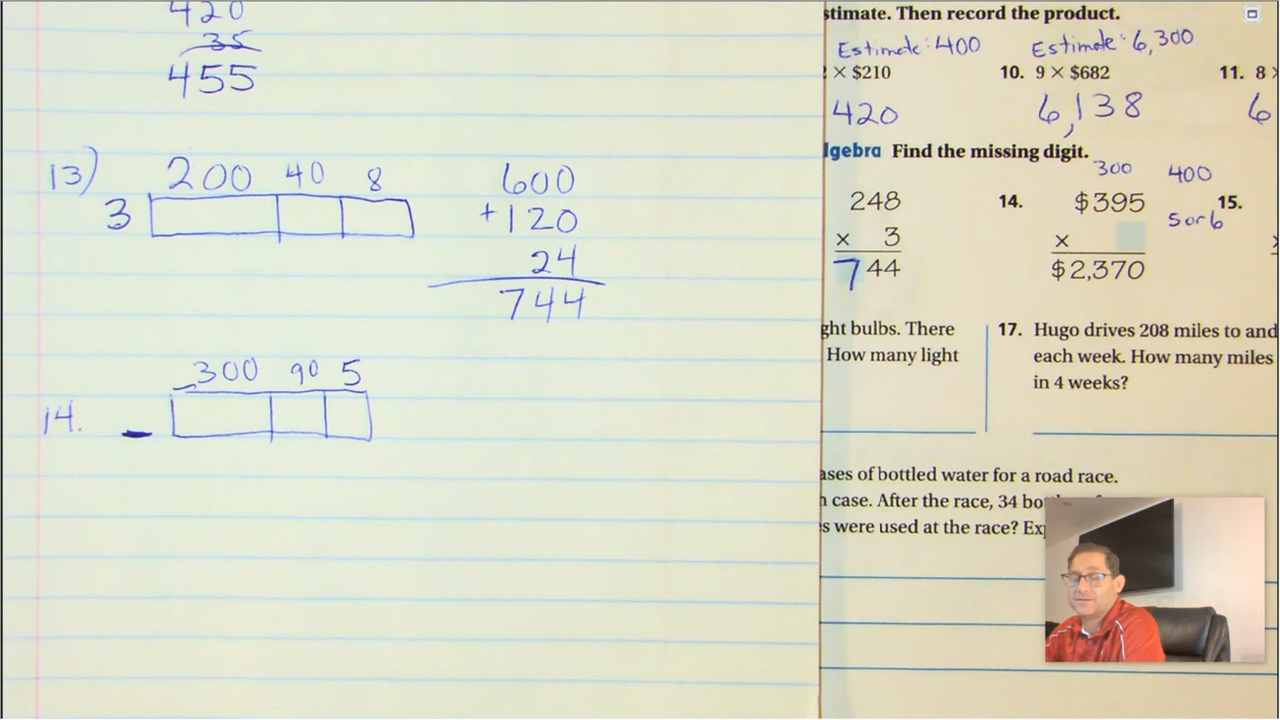 420
35
455
13) 200 40 8
3
600
+120
24
744
14. 300 90 5
stimate. Then record the product.
Estimate: 400
Estimate: 6,300
× $210
10. 9 × $682
11. 8
420
6,138
6
lgebra Find the missing digit.
300 400
248
× 3
744
14. $395
5 or 6
×
$2,370
15.
ght bulbs. There
How many light
17. Hugo drives 208 miles to and
each week. How many miles
in 4 weeks?
ases of bottled water for a road race.
case. After the race, 34
were used at the race?